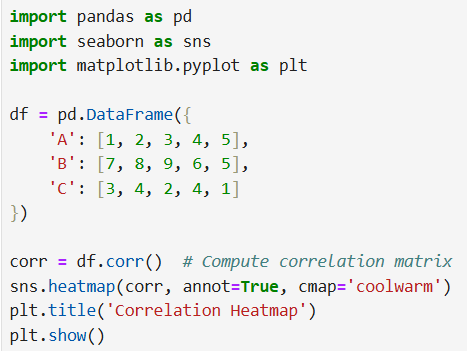 import pandas as pd
import seaborn as sns
import matplotlib.pyplot as plt

df = pd.DataFrame({
    'A': [1, 2, 3, 4, 5],
    'B': [7, 8, 9, 6, 5],
    'C': [3, 4, 2, 4, 1]
})

corr = df.corr()  # Compute correlation matrix
sns.heatmap(corr, annot=True, cmap='coolwarm')
plt.title('Correlation Heatmap')
plt.show()